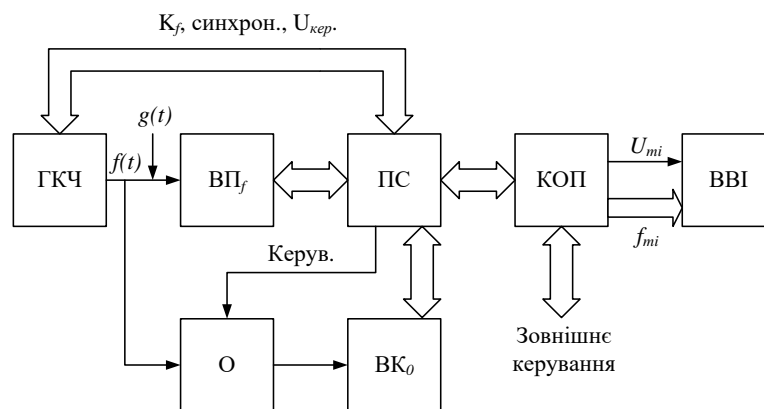 K_f, синхрон., U_кер.
g(t)
f(t)
ГКЧ
ВП_f
ПС
КОП
U_mi
ВВІ
f_mi
Керув.
О
ВК_0
Зовнішнє
керування